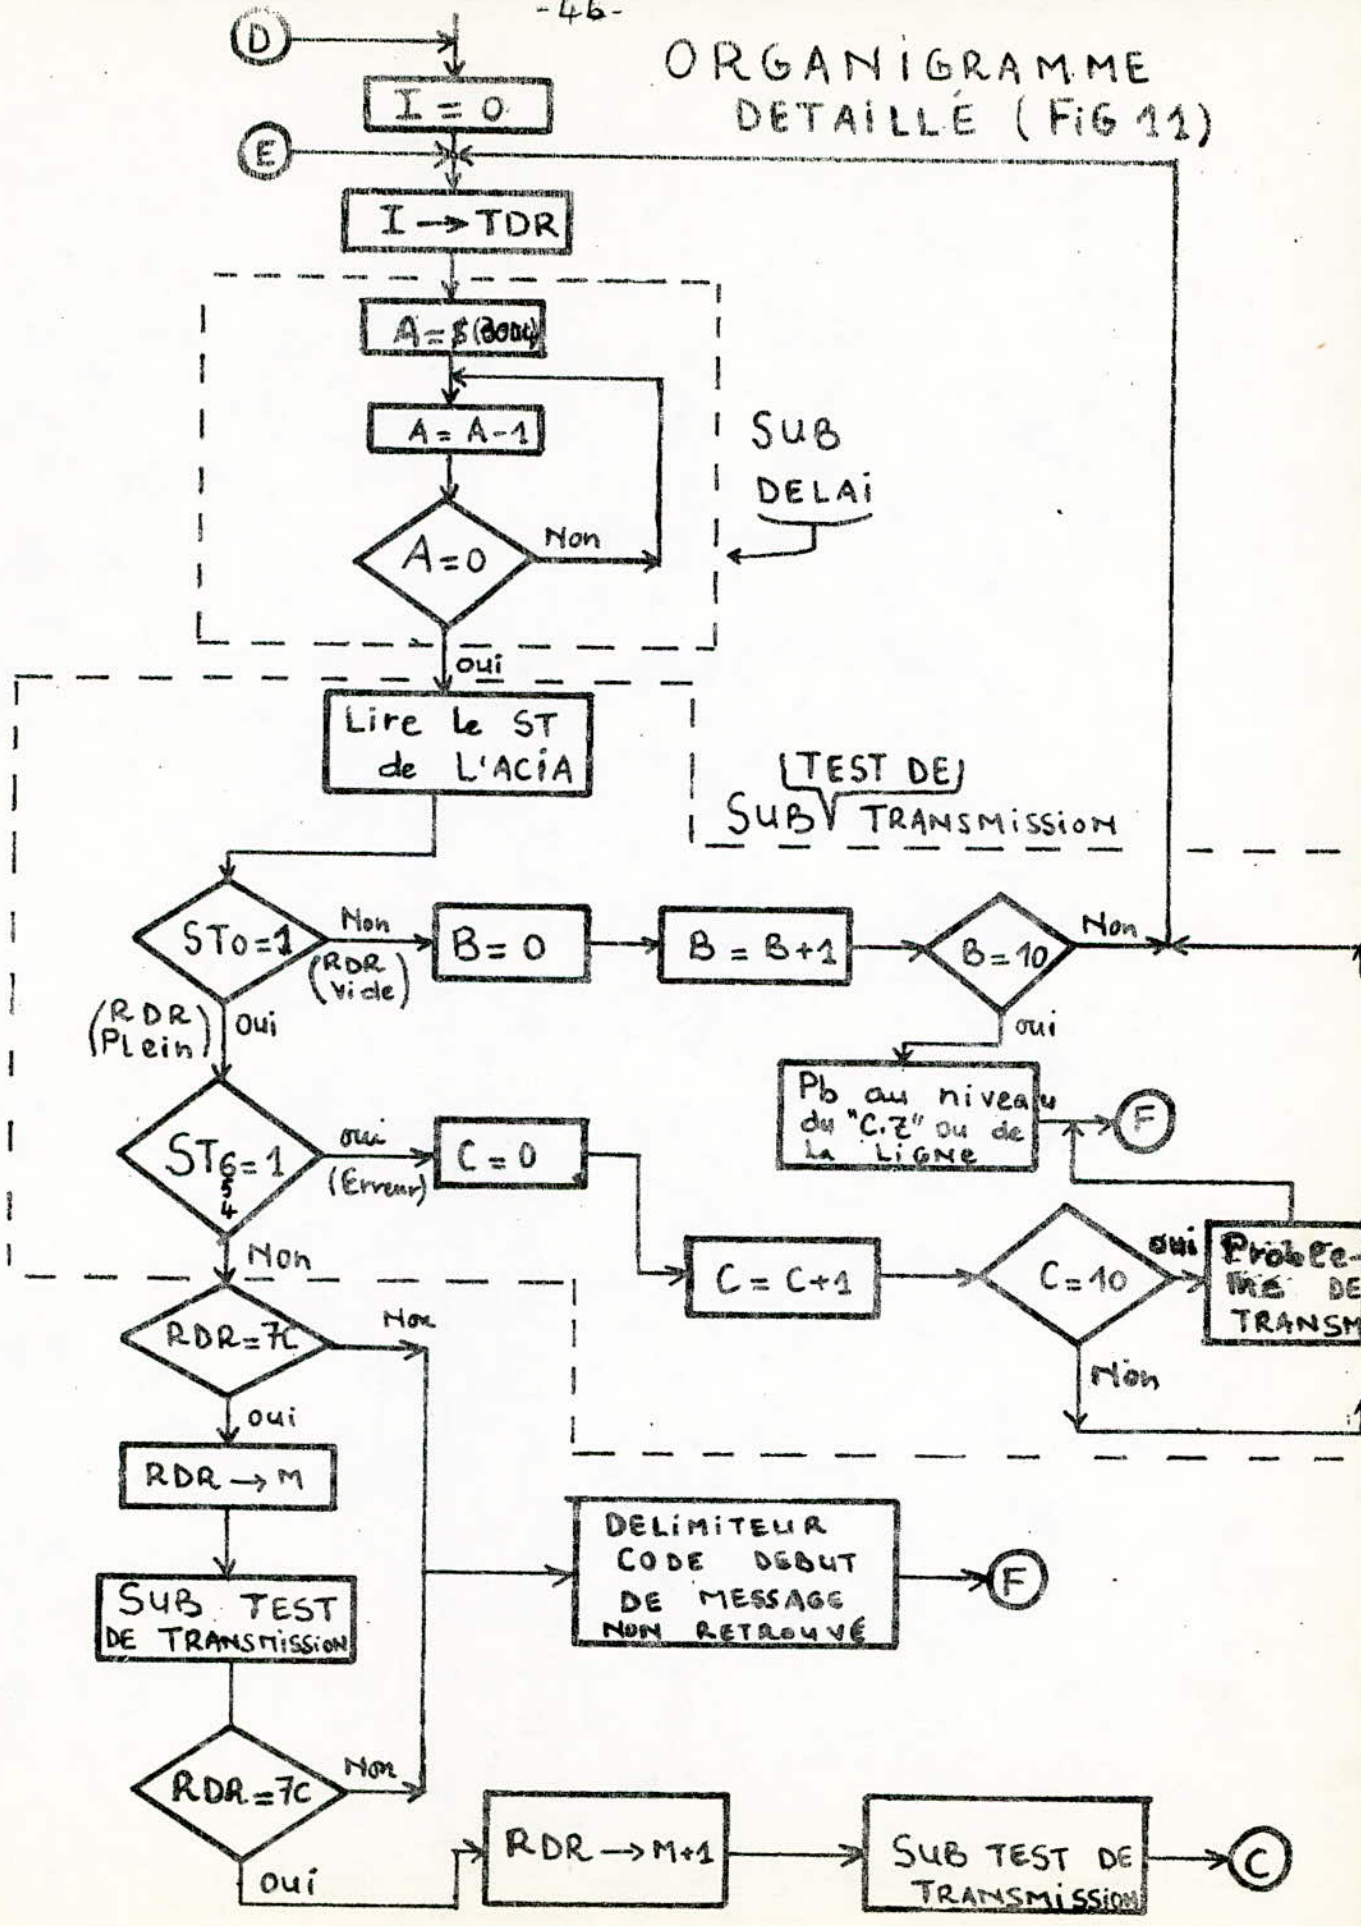 -46-
ORGANiGRAMME
DETAiLLÉ (FiG 11)
D
I = 0
E
I → TDR
A = A-1
SUB
DELAi
A = 0
Non
oui
Lire le ST
de L'ACiA
TEST DE
SUB TRANSMiSSiON
STo = 1
Non
(RDR
Vide)
B = 0
B = B+1
B = 10
Non
(RDR
PLein)
oui
oui
Pb au niveau
du "C.Z" ou de
La LiGNE
F
ST6 = 1
5
4
oui
(Erreur)
C = 0
Non
C = C+1
C = 10
oui
Probле-
me DE
TRANSM
Non
RDR = 7C
Non
oui
RDR → M
DELiMiTEUR
CODE DEBUT
DE MESSAGE
NON RETROUVÉ
F
SUB TEST
DE TRANSMiSSiON
RDR = 7C
Non
oui
RDR → M+1
SUB TEST DE
TRANSMiSSiON
C